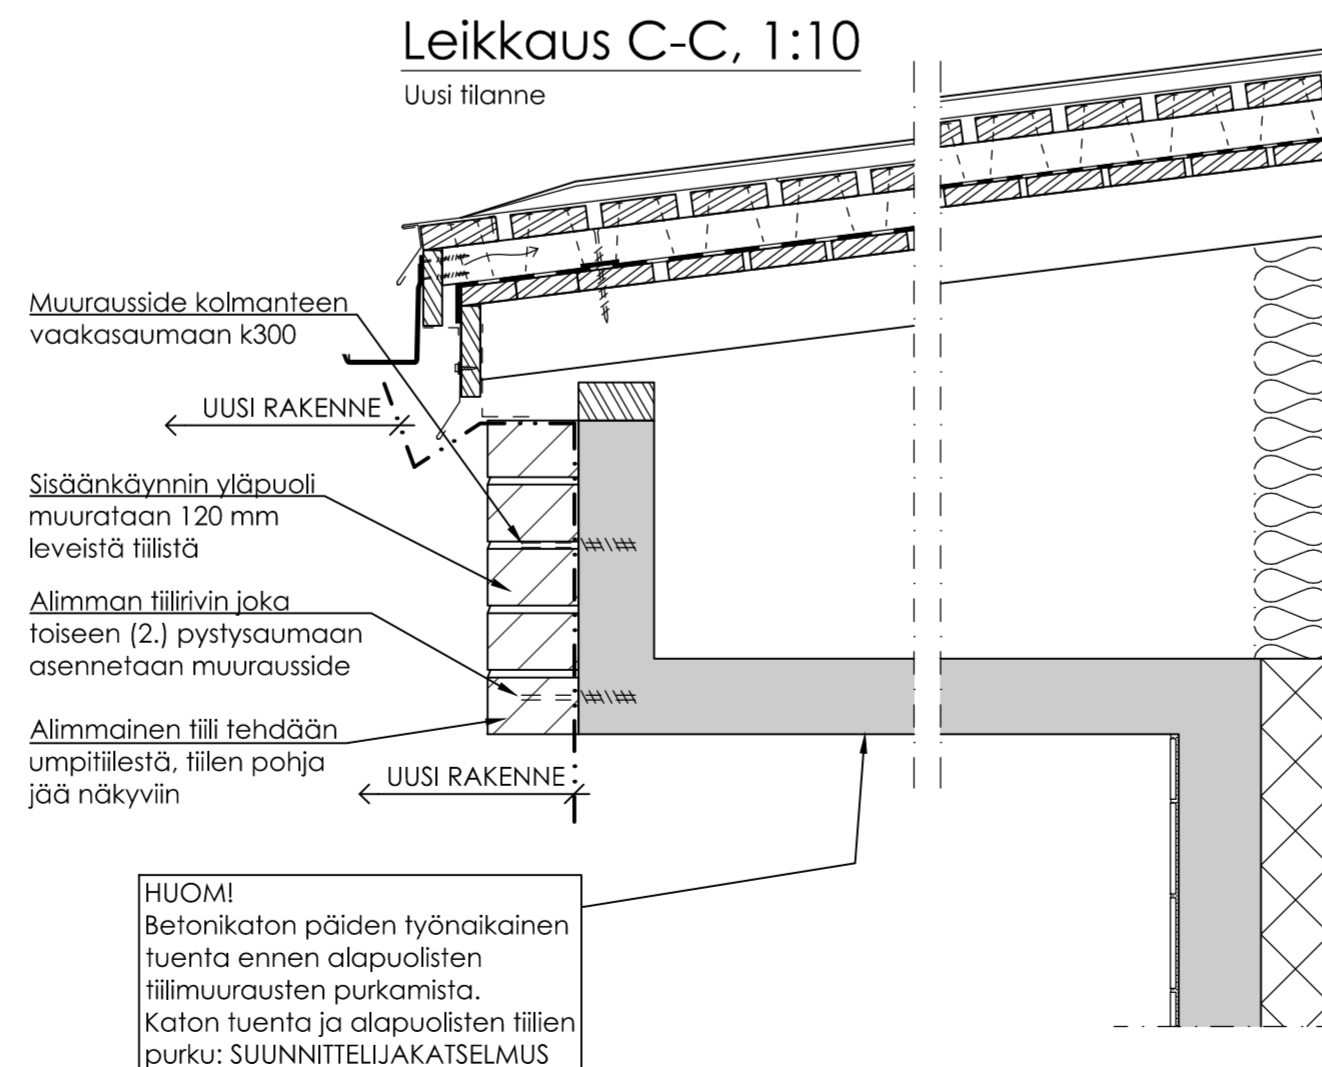 Leikkaus C-C, 1:10
Uusi tilanne
Muurausside kolmanteen
vaakasaumaan k300
UUSI RAKENNE
Sisäänkäynnin yläpuoli
muurataan 120 mm
leveistä tiilistä
Alimman tiilirivin joka
toiseen (2.) pystysaumaan
asennetaan muurausside
Alimmainen tiili tehdään
umpitiilestä, tiilen pohja
jää näkyviin
UUSI RAKENNE
HUOM!
Betonikaton päiden työnaikainen
tuenta ennen alapuolisten
tiilimuurausten purkamista.
Katon tuenta ja alapuolisten tiilien
purku: SUUNNITTELIJAKATSELMUS